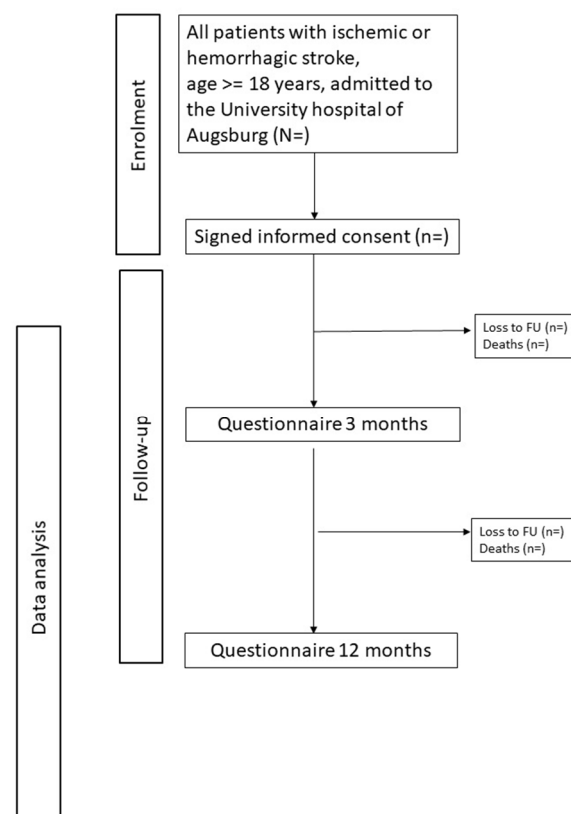 All patients with ischemic or
hemorrhagic stroke,
age >= 18 years, admitted to
the University hospital of
Augsburg (N=)
Enrolment
Signed informed consent (n=)
Loss to FU (n=)
Deaths (n=)
Questionnaire 3 months
Follow-up
Loss to FU (n=)
Deaths (n=)
Data analysis
Questionnaire 12 months